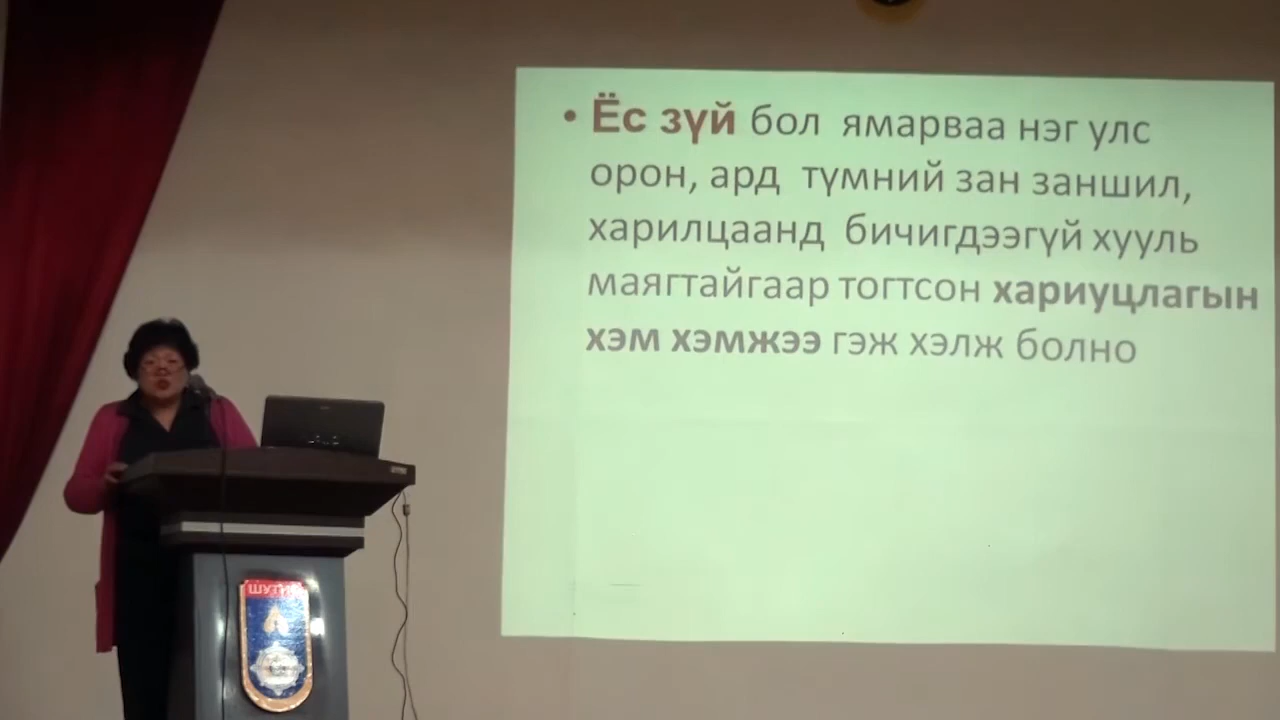 • Ёс зүй бол ямарваа нэг улс
орон, ард түмний зан заншил,
харилцаанд бичигдээгүй хууль
маягтайгаар тогтсон хариуцлагын
хэм хэмжээ гэж хэлж болно
ШУТИС